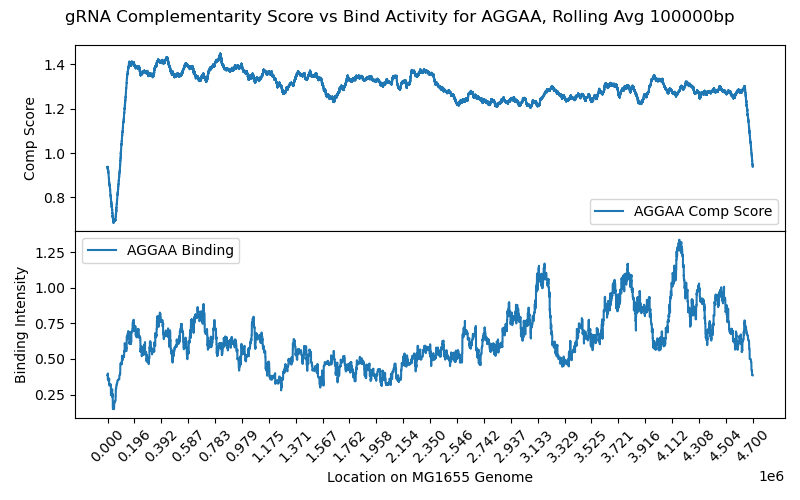 gRNA Complementarity Score vs Bind Activity for AGGAA, Rolling Avg 100000bp
Comp Score
1.4
1.2
1.0
0.8
AGGAA Comp Score
Binding Intensity
1.25
1.00
0.75
0.50
0.25
AGGAA Binding
0.000 0.196 0.392 0.587 0.783 0.979 1.175 1.371 1.567 1.762 1.958 2.154 2.350 2.546 2.742 2.937 3.133 3.329 3.525 3.721 3.916 4.112 4.308 4.504 4.700
1e6
Location on MG1655 Genome